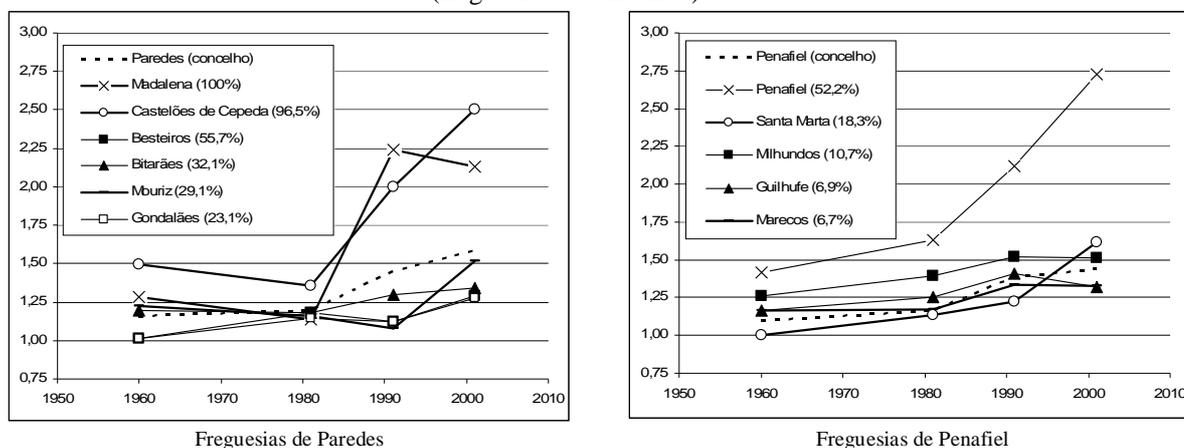 3,00
2,75
2,50
2,25
2,00
1,75
1,50
1,25
1,00
0,75
1950 1960 1970 1980 1990 2000 2010
Paredes (concelho)
Madalena (100%)
Castelões de Cepeda (96,5%)
Besteiros (55,7%)
Bitarães (32,1%)
Mouriz (29,1%)
Gondalães (23,1%)
Freguesias de Paredes
3,00
2,75
2,50
2,25
2,00
1,75
1,50
1,25
1,00
0,75
1950 1960 1970 1980 1990 2000 2010
Penafiel (concelho)
Penafiel (52,2%)
Santa Marta (18,3%)
Milhundos (10,7%)
Guilhufe (6,9%)
Marecos (6,7%)
Freguesias de Penafiel